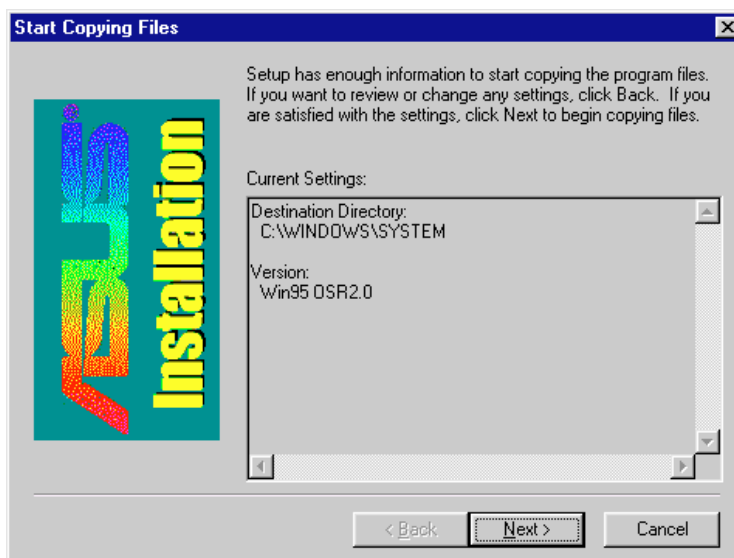 Start Copying Files
Setup has enough information to start copying the program files.
If you want to review or change any settings, click Back. If you
are satisfied with the settings, click Next to begin copying files.
ASUS
Installation
Current Settings:
Destination Directory:
C:\WINDOWS\SYSTEM
Version:
Win95 OSR2.0
< Back
Next >
Cancel